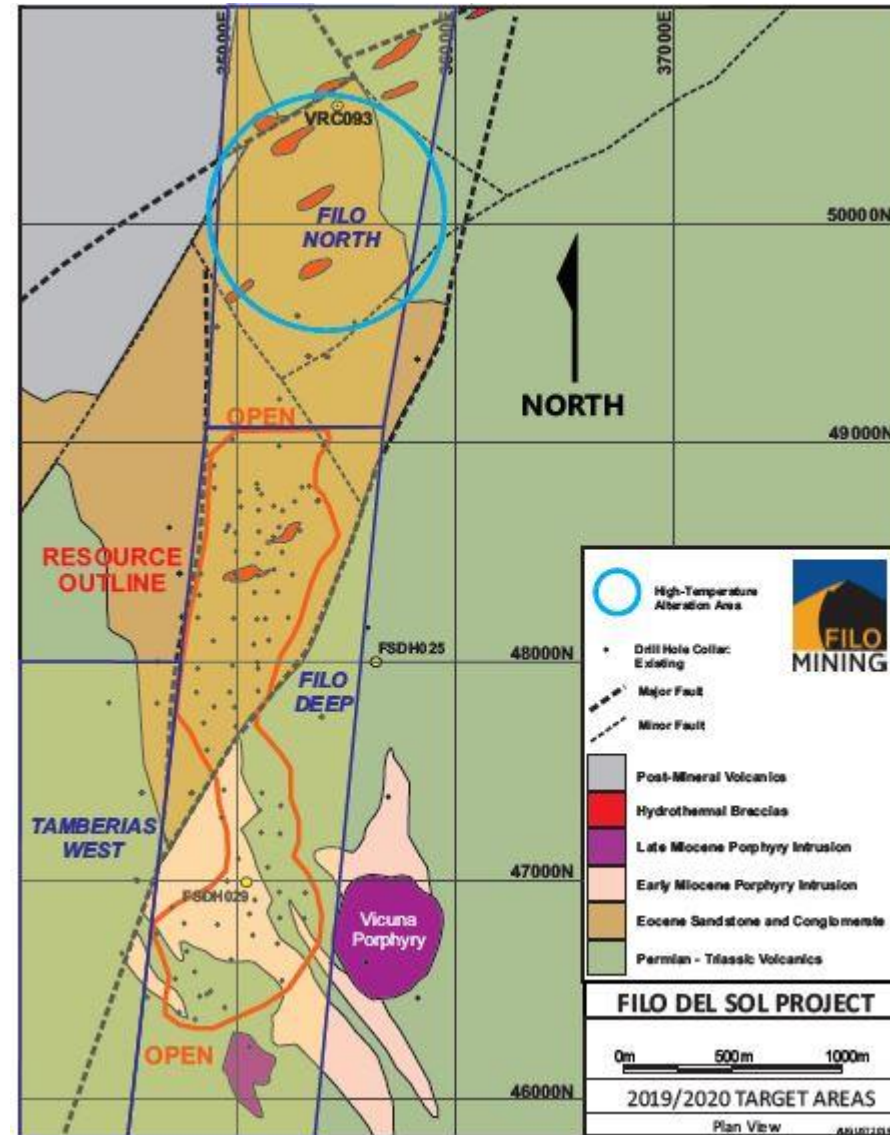 35000E
36000E
37000E
VRC093
FILO
NORTH
50000N
NORTH
OPEN
49000N
RESOURCE
OUTLINE
FSDH025
48000N
FILO
DEEP
TAMBERIAS
WEST
47000N
FSDH029
Vicuna
Porphyry
OPEN
46000N
High-Temperature
Alteration Area
FILO
MINING
Drill Hole Collar:
Existing
Major Fault
Minor Fault
Post-Mineral Volcanics
Hydrothermal Breccias
Late Miocene Porphyry Intrusion
Early Miocene Porphyry Intrusion
Eocene Sandstone and Conglomerate
Permian - Triassic Volcanics
FILO DEL SOL PROJECT
0m 500m 1000m
2019/2020 TARGET AREAS
Plan View